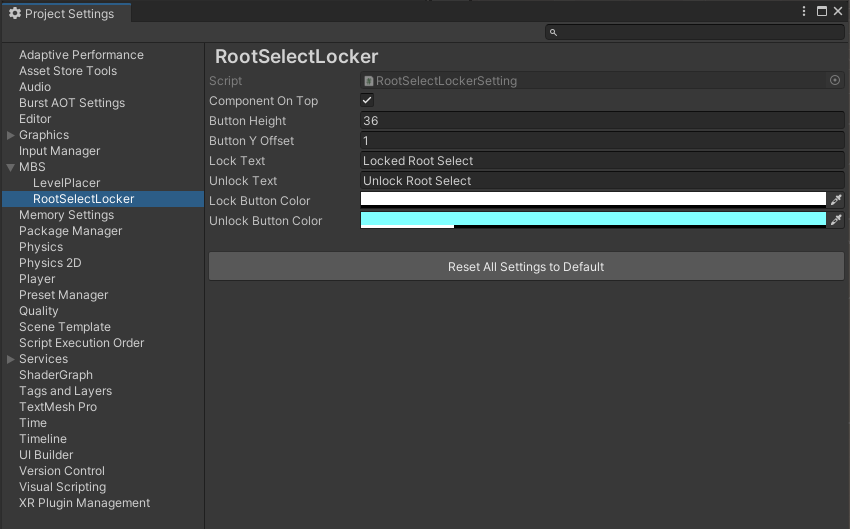 Project Settings
Adaptive Performance
Asset Store Tools
Audio
Burst AOT Settings
Editor
Graphics
Input Manager
MBS
LevelPlacer
RootSelectLocker
Memory Settings
Package Manager
Physics
Physics 2D
Player
Preset Manager
Quality
Scene Template
Script Execution Order
Services
ShaderGraph
Tags and Layers
TextMesh Pro
Time
Timeline
UI Builder
Version Control
Visual Scripting
XR Plugin Management
RootSelectLocker
Script RootSelectLockerSetting
Component On Top
Button Height 36
Button Y Offset 1
Lock Text Locked Root Select
Unlock Text Unlock Root Select
Lock Button Color
Unlock Button Color
Reset All Settings to Default